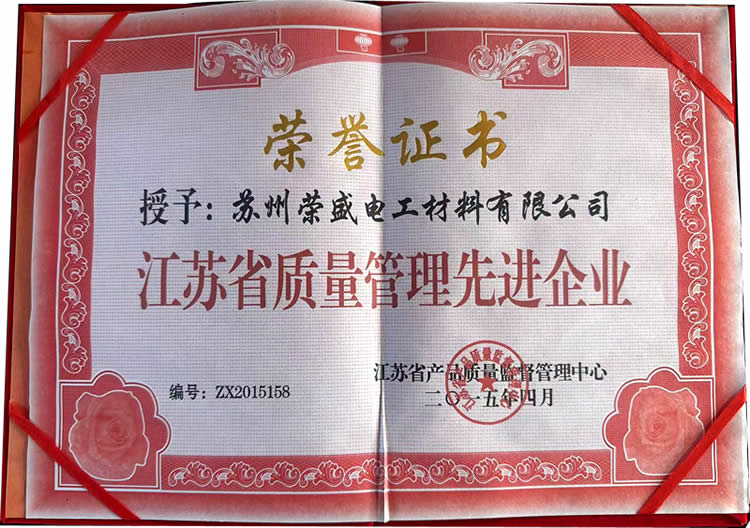 荣誉证书
授予：苏州荣盛电工材料有限公司
江苏省质量管理先进企业
江苏省产品质量监督管理中心
编号：ZX2015158
二〇一五年四月